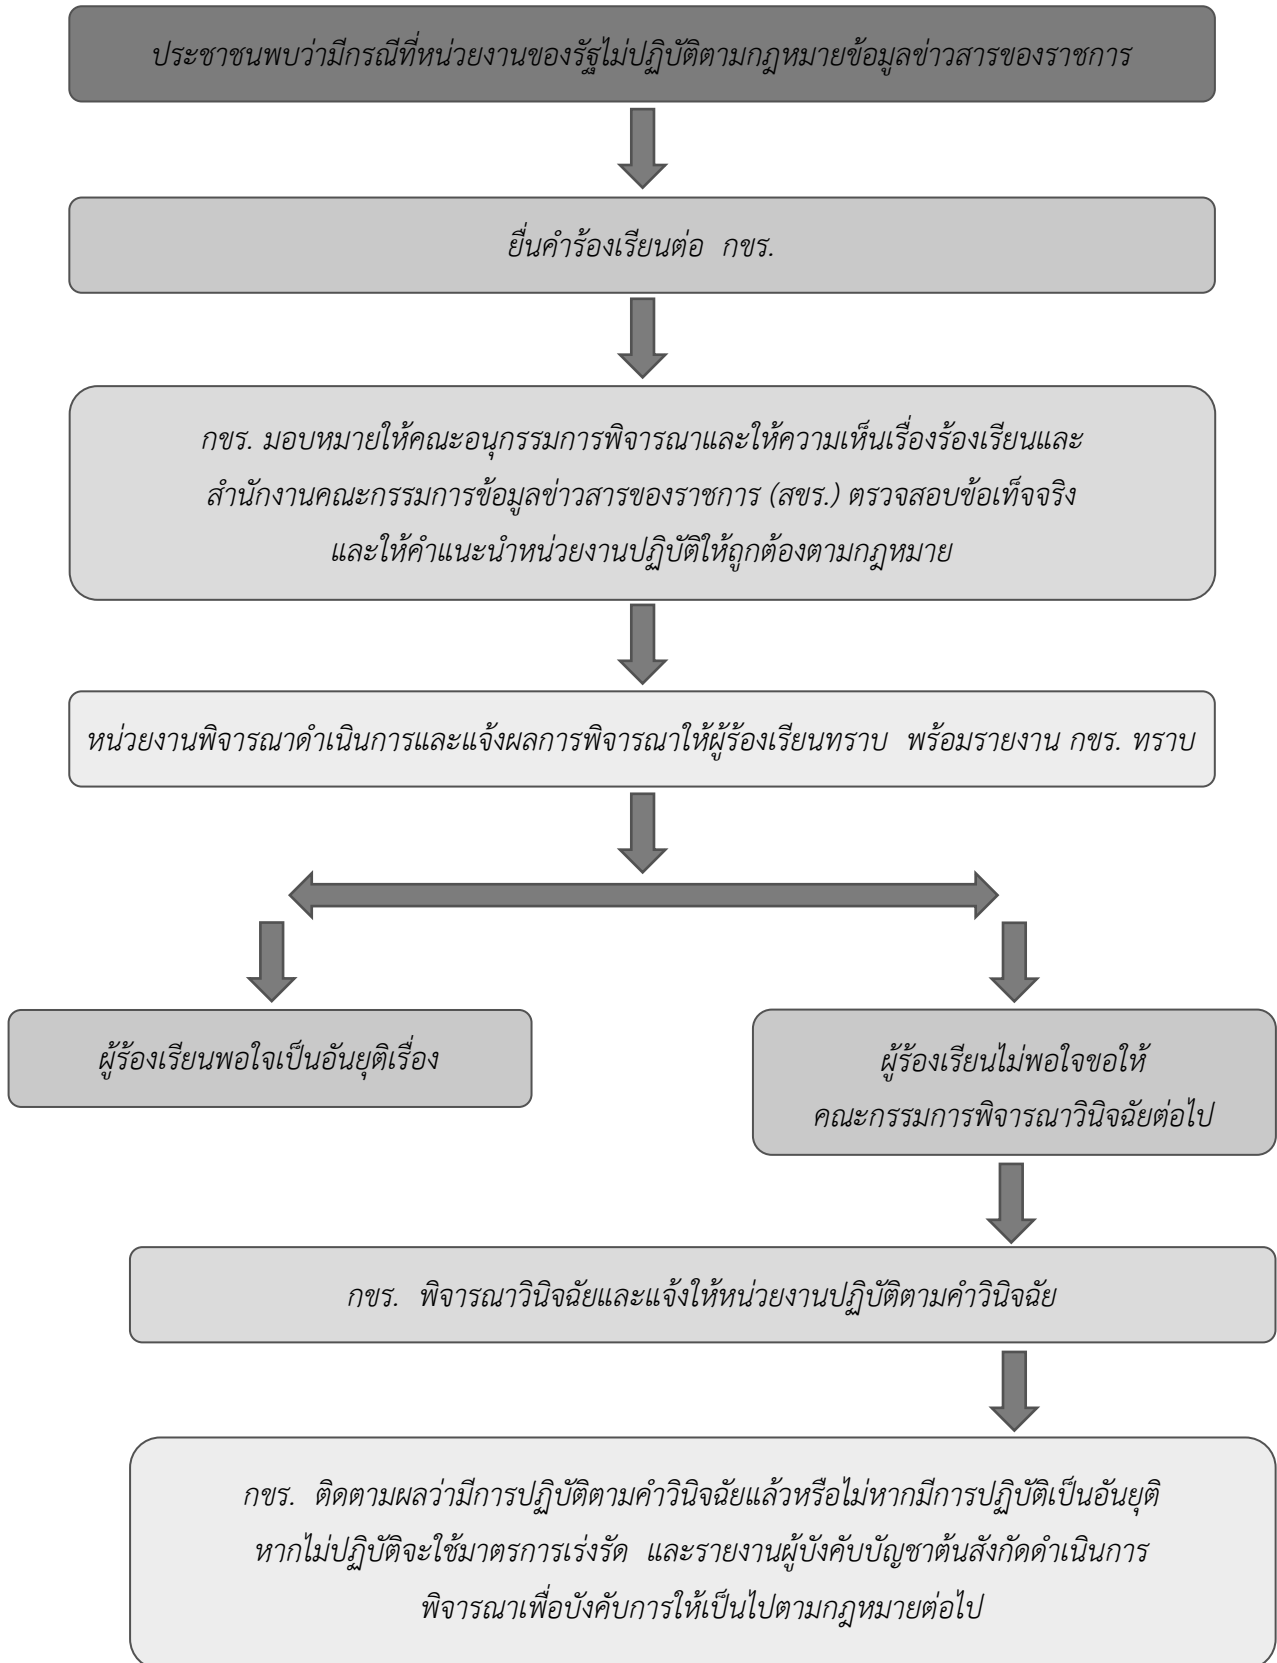 ประชาชนพบว่ามีกรณีที่หน่วยงานของรัฐไม่ปฏิบัติตามกฎหมายข้อมูลข่าวสารของราชการ
ยื่นคำร้องเรียนต่อ กขร.
กขร. มอบหมายให้คณะอนุกรรมการพิจารณาและให้ความเห็นเรื่องร้องเรียนและ
สำนักงานคณะกรรมการข้อมูลข่าวสารของราชการ (สขร.) ตรวจสอบข้อเท็จจริง
และให้คำแนะนำหน่วยงานปฏิบัติให้ถูกต้องตามกฎหมาย
หน่วยงานพิจารณาดำเนินการและแจ้งผลการพิจารณาให้ผู้ร้องเรียนทราบ พร้อมรายงาน กขร. ทราบ
ผู้ร้องเรียนพอใจเป็นอันยุติเรื่อง
ผู้ร้องเรียนไม่พอใจขอให้
คณะกรรมการพิจารณาวินิจฉัยต่อไป
กขร. พิจารณาวินิจฉัยและแจ้งให้หน่วยงานปฏิบัติตามคำวินิจฉัย
กขร. ติดตามผลว่ามีการปฏิบัติตามคำวินิจฉัยแล้วหรือไม่หากมีการปฏิบัติเป็นอันยุติ
หากไม่ปฏิบัติจะใช้มาตรการเร่งรัด และรายงานผู้บังคับบัญชาต้นสังกัดดำเนินการ
พิจารณาเพื่อบังคับการให้เป็นไปตามกฎหมายต่อไป